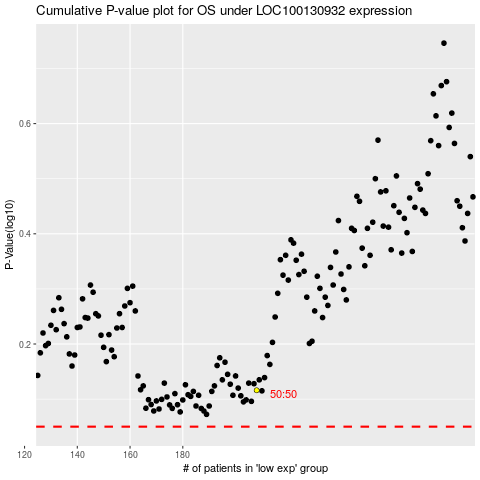 Cumulative P-value plot for OS under LOC100130932 expression
P-Value(log10)
0.6
0.4
0.2
50:50
120 140 160 180
# of patients in 'low exp' group